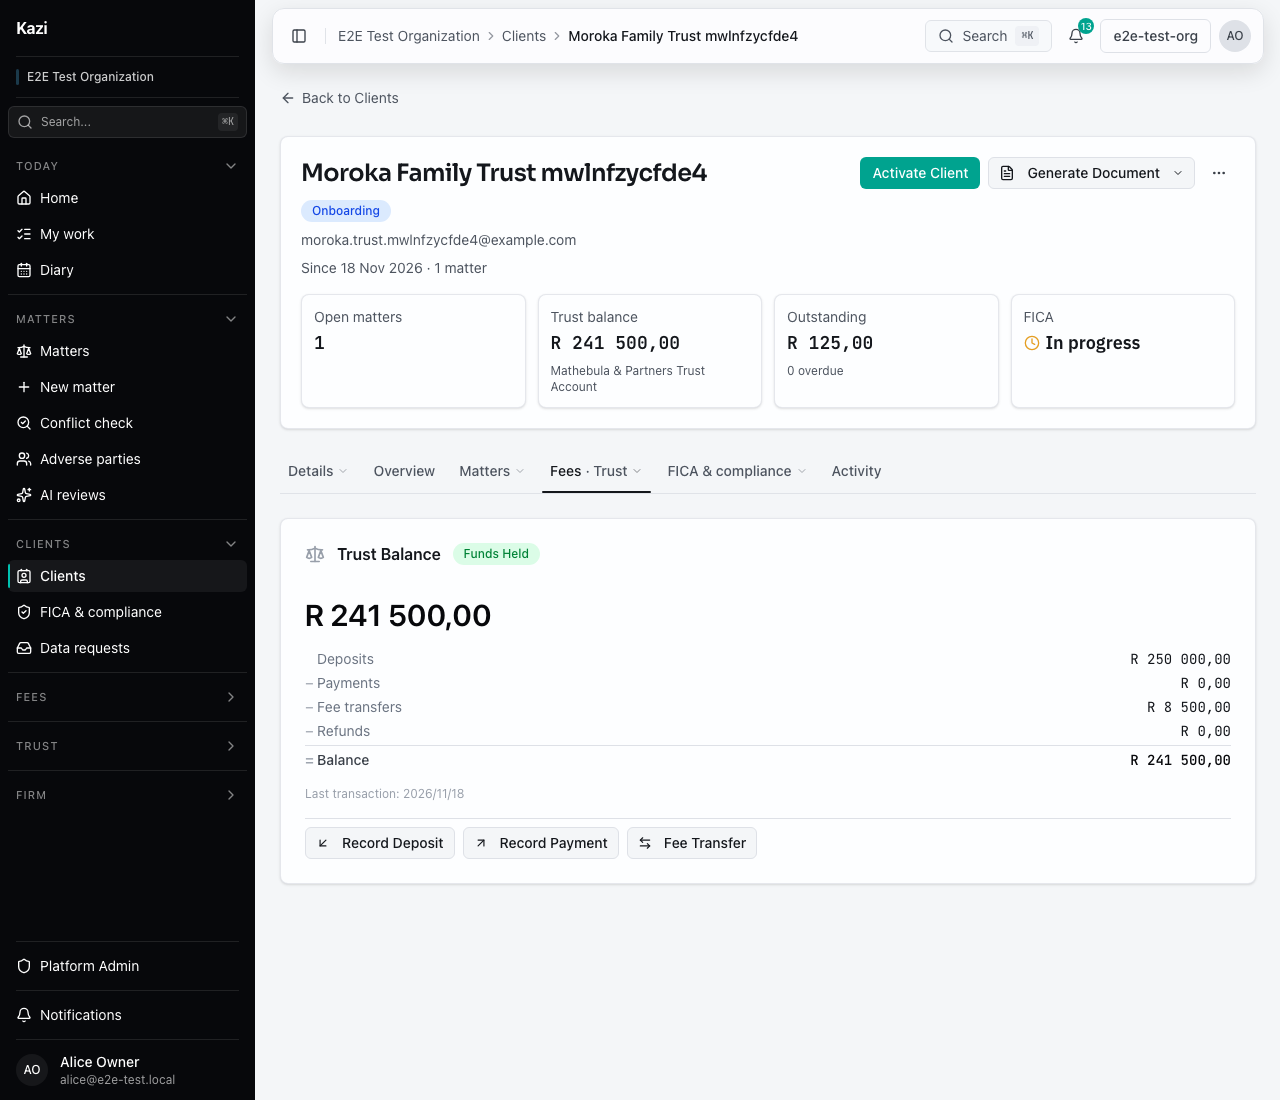 Kazi
E2E Test Organization
Search... ⌘K
TODAY
Home
My work
Diary
MATTERS
Matters
New matter
Conflict check
Adverse parties
AI reviews
CLIENTS
Clients
FICA & compliance
Data requests
FEES
TRUST
FIRM
Platform Admin
Notifications
AO
Alice Owner
alice@e2e-test.local
E2E Test Organization > Clients > Moroka Family Trust mwlnfzycfde4
Search ⌘K
13
e2e-test-org
AO
Back to Clients
Moroka Family Trust mwlnfzycfde4
Activate Client
Generate Document
Onboarding
moroka.trust.mwlnfzycfde4@example.com
Since 18 Nov 2026 · 1 matter
Open matters
1
Trust balance
R 241 500,00
Mathebula & Partners Trust
Account
Outstanding
R 125,00
0 overdue
FICA
In progress
Details
Overview
Matters
Fees · Trust
FICA & compliance
Activity
Trust Balance
Funds Held
R 241 500,00
Deposits R 250 000,00
– Payments R 0,00
– Fee transfers R 8 500,00
– Refunds R 0,00
= Balance R 241 500,00
Last transaction: 2026/11/18
Record Deposit
Record Payment
Fee Transfer